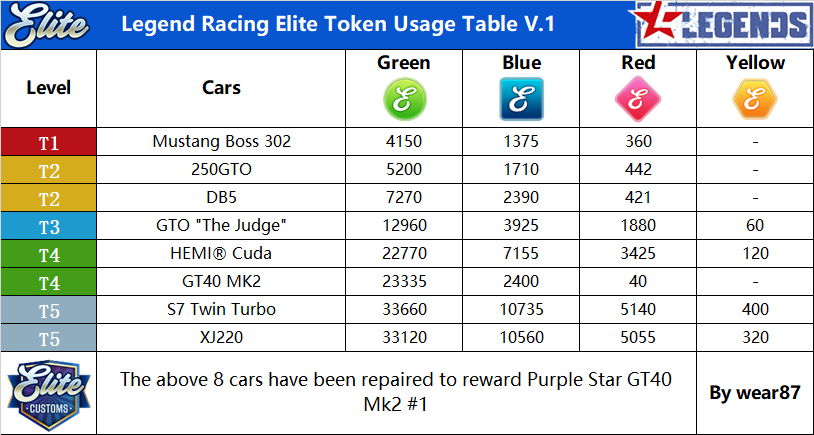 Elite Legend Racing Elite Token Usage Table V.1 LEGENDS
Level Cars Green Blue Red Yellow
E E E E
T1 Mustang Boss 302 4150 1375 360 -
T2 250GTO 5200 1710 442 -
T2 DB5 7270 2390 421 -
T3 GTO "The Judge" 12960 3925 1880 60
T4 HEMI® Cuda 22770 7155 3425 120
T4 GT40 MK2 23335 2400 40 -
T5 S7 Twin Turbo 33660 10735 5140 400
T5 XJ220 33120 10560 5055 320
Elite CUSTOMS
The above 8 cars have been repaired to reward Purple Star GT40
Mk2 #1
By wear87